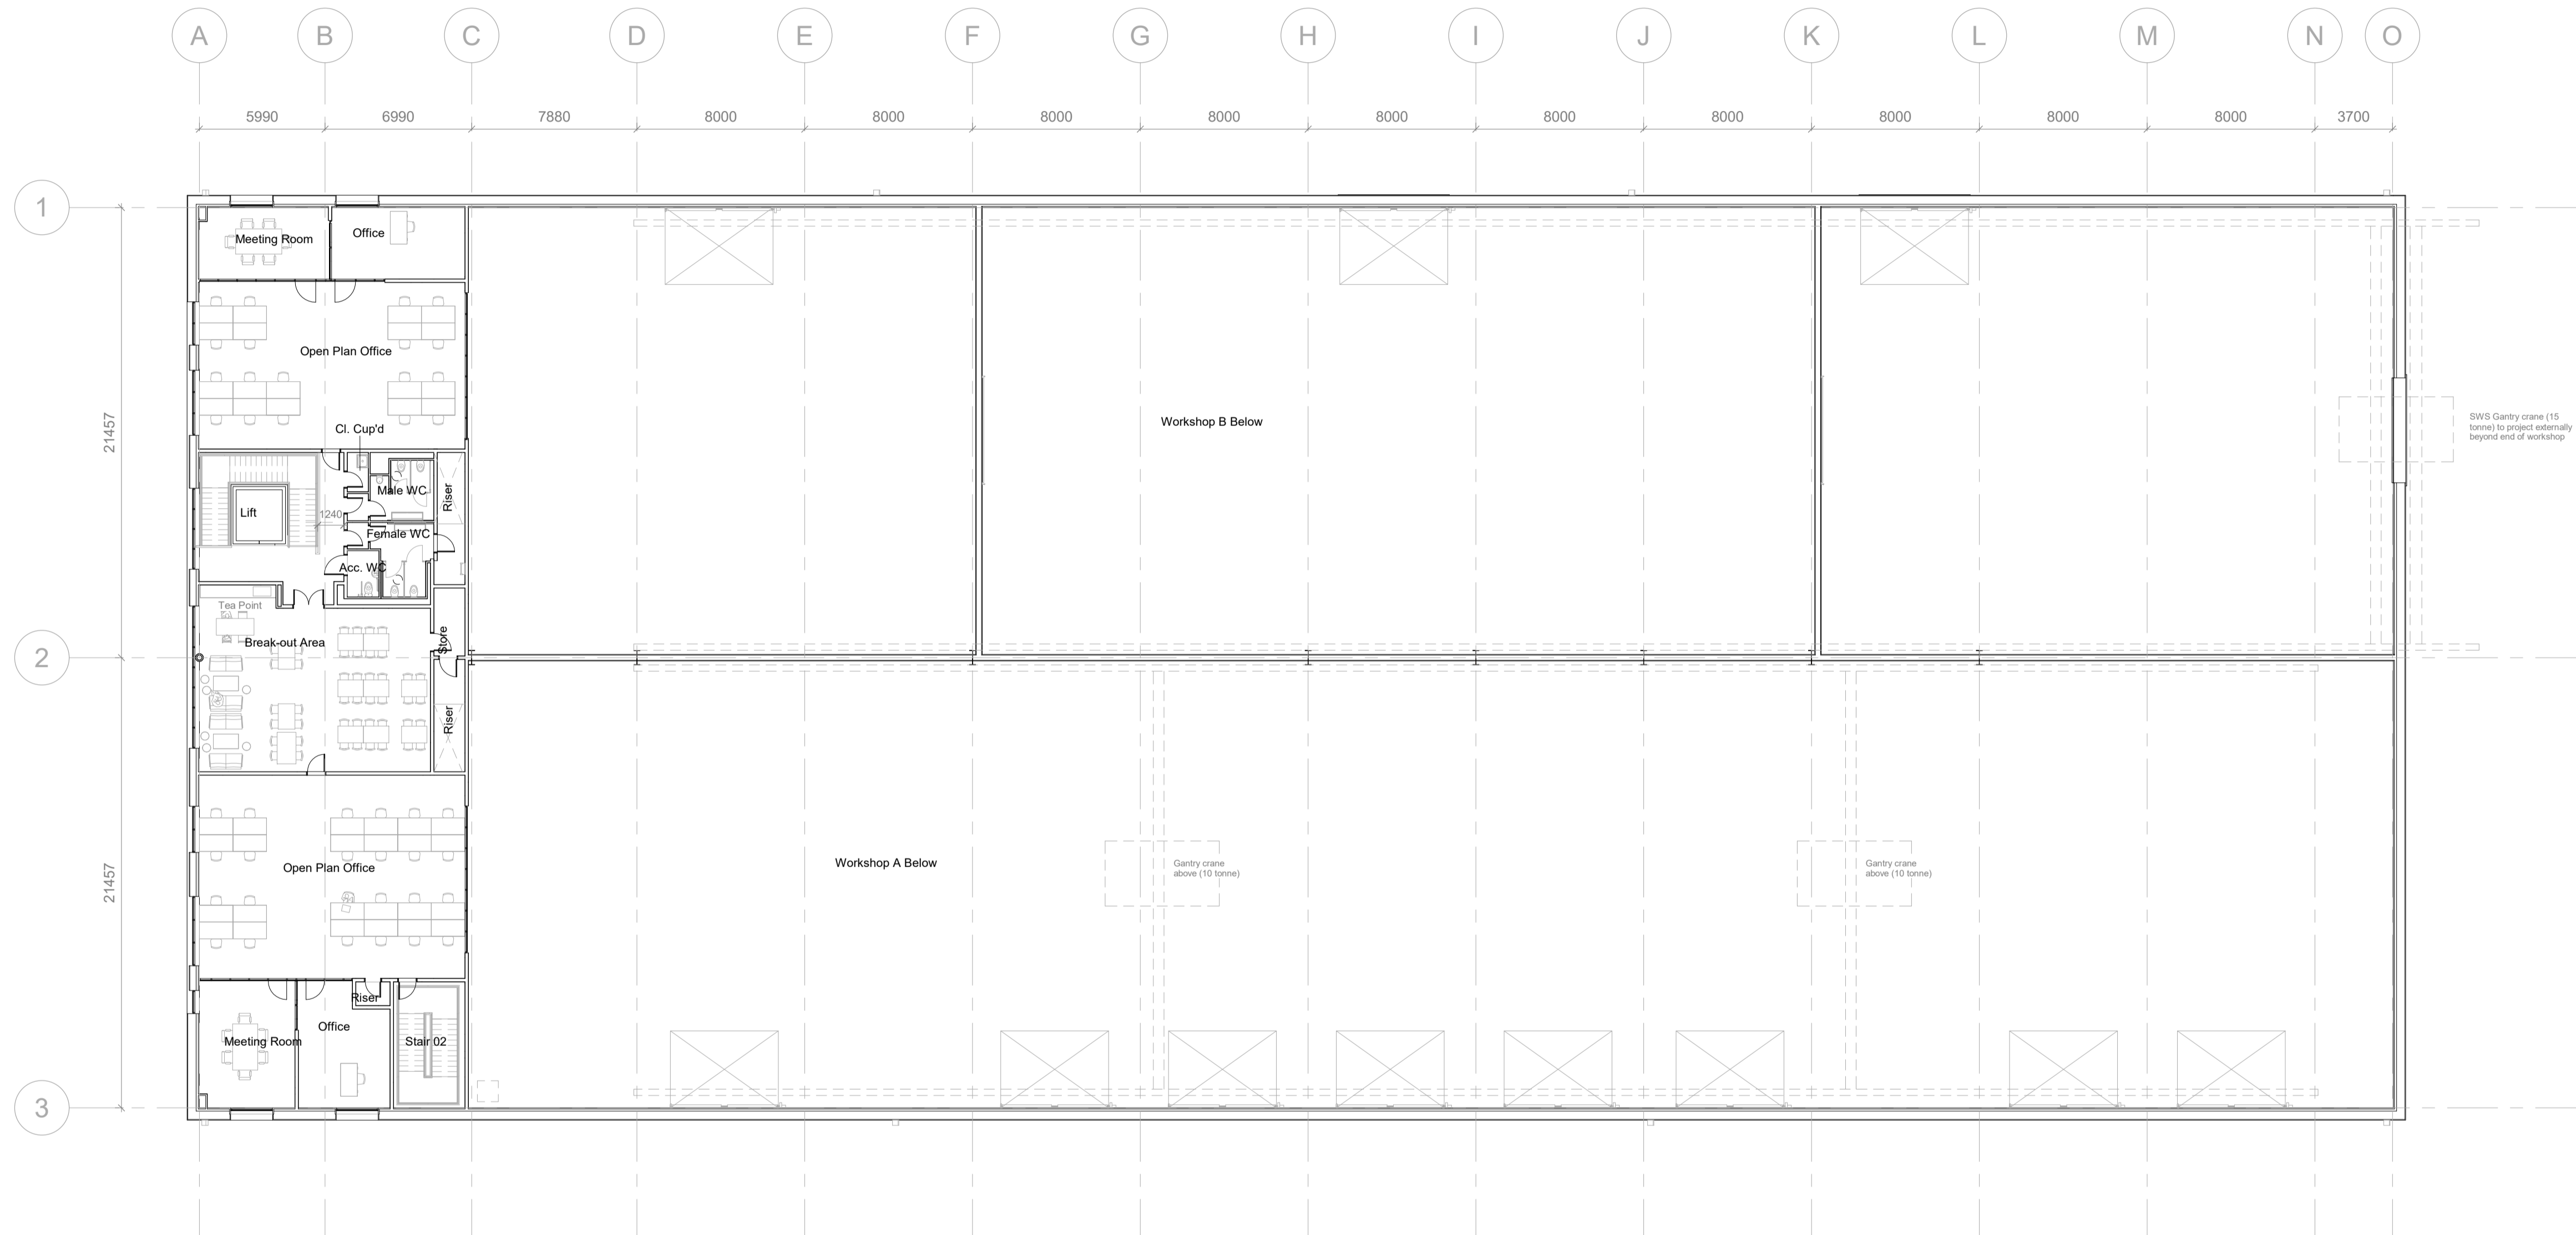 A B C D E F G H I J K L M N O
5990 6990 7880 8000 8000 8000 8000 8000 8000 8000 8000 8000 8000 3700
1
Meeting Room
Office
Open Plan Office
21457
Cl. Cup'd
Workshop B Below
SWS Gantry crane (15
tonne) to project externally
beyond end of workshop
Male WC
Riser
Lift
1240
Female WC
Acc. WC
Tea Point
Break-out Area
Store
2
Riser
Open Plan Office
21457
Workshop A Below
Gantry crane
above (10 tonne)
Gantry crane
above (10 tonne)
Riser
Office
Meeting Room
Stair 02
3